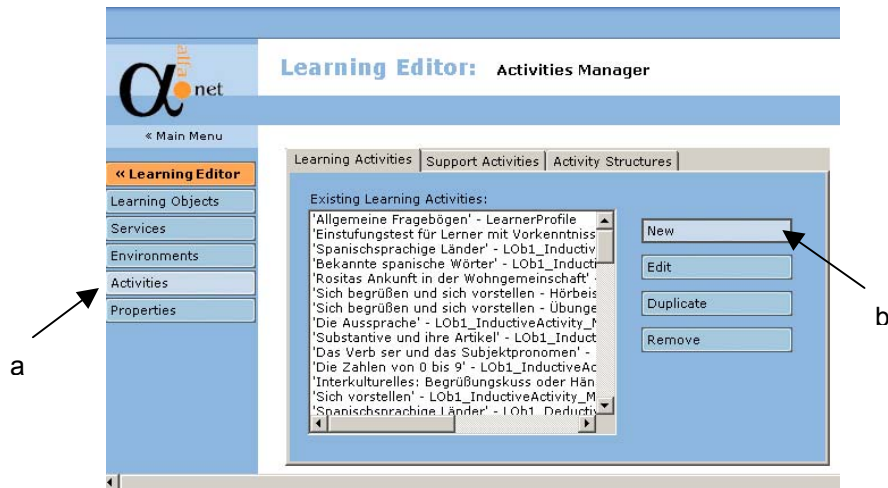 alfa
α net
Learning Editor: Activities Manager
« Main Menu
« Learning Editor
Learning Objects
Services
Environments
Activities
Properties
Learning Activities Support Activities Activity Structures
Existing Learning Activities:
'Allgemeine Fragebögen' - LearnerProfile
'Einstufungstest für Lerner mit Vorkenntniss
'Spanischsprachige Länder' - LOb1_Inductiv
'Bekannte spanische Wörter' - LOb1_Inducti
'Rositas Ankunft in der Wohngemeinschaft' -
'Sich begrüßen und sich vorstellen - Hörbeis
'Sich begrüßen und sich vorstellen - Übunge
'Die Aussprache' - LOb1_InductiveActivity_M
'Substantive und ihre Artikel' - LOb1_Induct
'Das Verb ser und das Subjektpronomen' -
'Die Zahlen von 0 bis 9' - LOb1_InductiveAc
'Interkulturelles: Begrüßungskuss oder Hän
'Sich vorstellen' - LOb1_InductiveActivity_M
'Spanischsprachige Länder' - LOb1_Deductiv
New
Edit
Duplicate
Remove
a
b